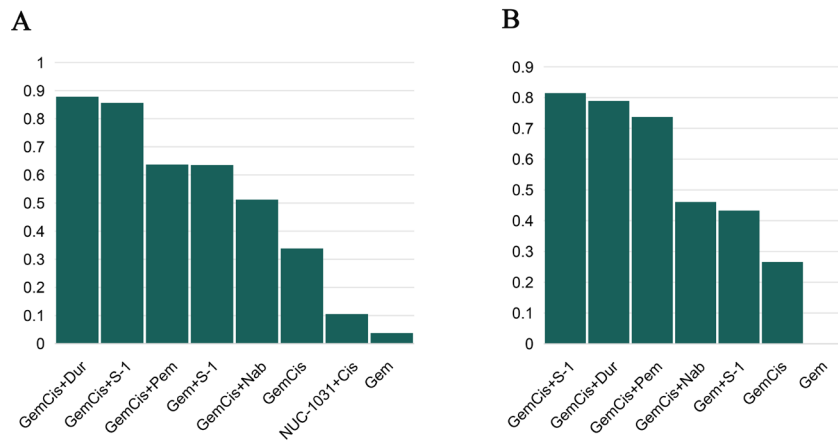 A
1
0.9
0.8
0.7
0.6
0.5
0.4
0.3
0.2
0.1
0
GemCis+Dur
GemCis+S-1
GemCis+Pem
Gem+S-1
GemCis+Nab
GemCis
NUC-1031+Cis
Gem
B
0.9
0.8
0.7
0.6
0.5
0.4
0.3
0.2
0.1
0
GemCis+S-1
GemCis+Dur
GemCis+Pem
GemCis+Nab
Gem+S-1
GemCis
Gem